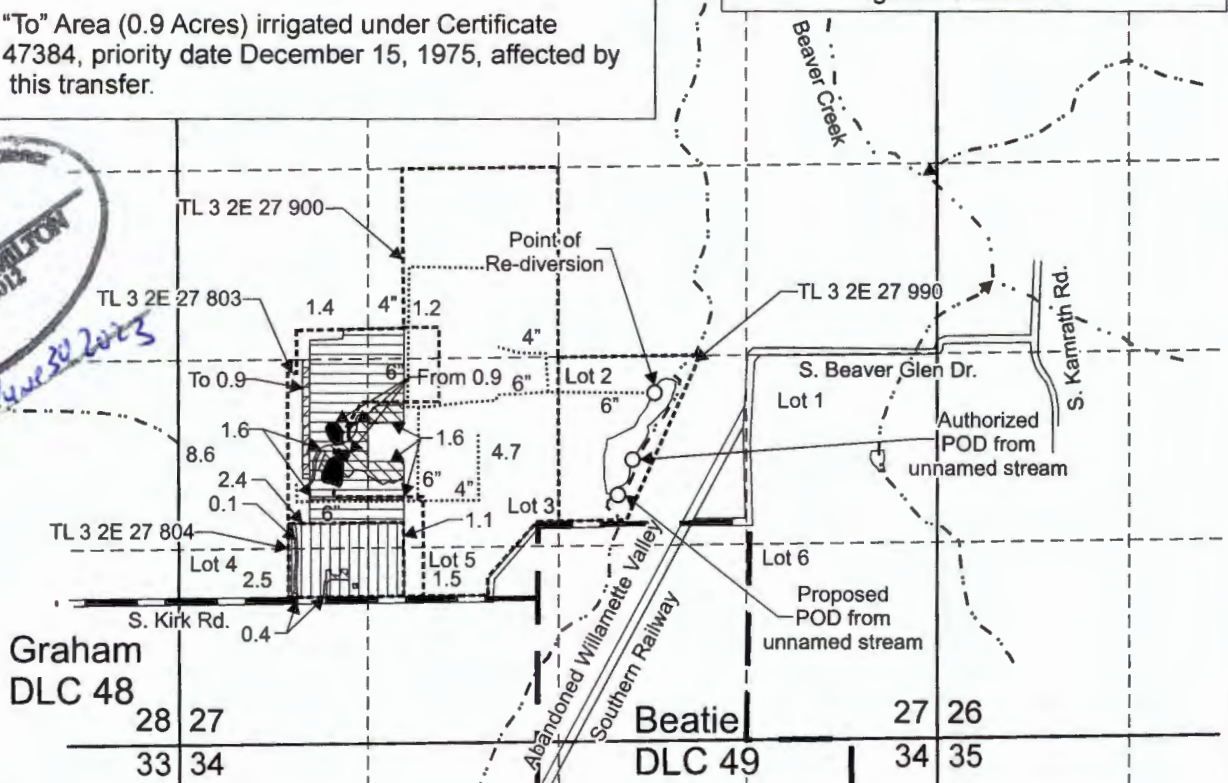 "To" Area (0.9 Acres) irrigated under Certificate
47384, priority date December 15, 1975, affected by
this transfer.
Beaver Creek
TL 3 2E 27 900
Point of
Re-diversion
TL 3 2E 27 803
1.4
4"
1.2
TL 3 2E 27 990
S. Kamrath Rd.
June 30 2023
4"
To 0.9
6"
From 0.9
6"
Lot 2
6"
S. Beaver Glen Dr.
Lot 1
1.6
1.6
8.6
4.7
Authorized
POD from
unnamed stream
2.4
6"
4"
0.1
6"
1.1
Lot 3
TL 3 2E 27 804
Lot 4
2.5
Lot 5
1.5
Lot 6
S. Kirk Rd.
0.4
Proposed
POD from
unnamed stream
Abandoned Willamette Valley
Southern Railway
Graham
DLC 48
28 27
33 34
Beatie
DLC 49
27 26
34 35